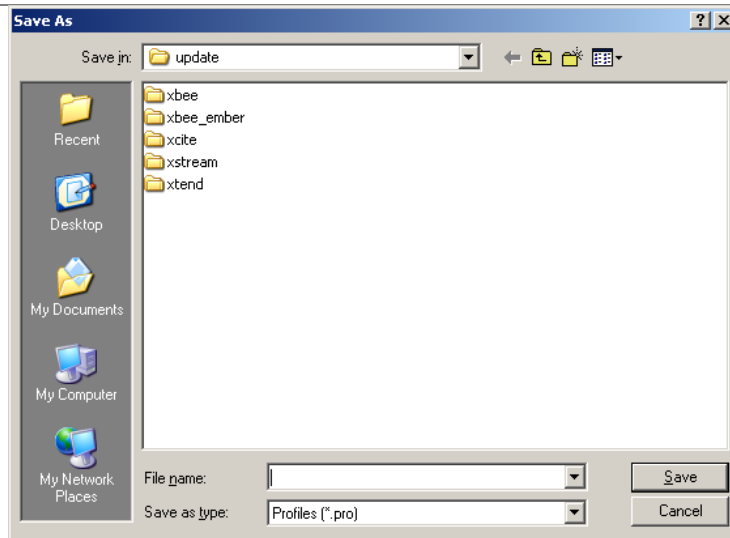 Save As
Save in:
update
xbee
xbee_ember
xcite
xstream
xtend
Recent
Desktop
My Documents
My Computer
My Network
Places
File name:
Save
Save as type:
Profiles (*.pro)
Cancel